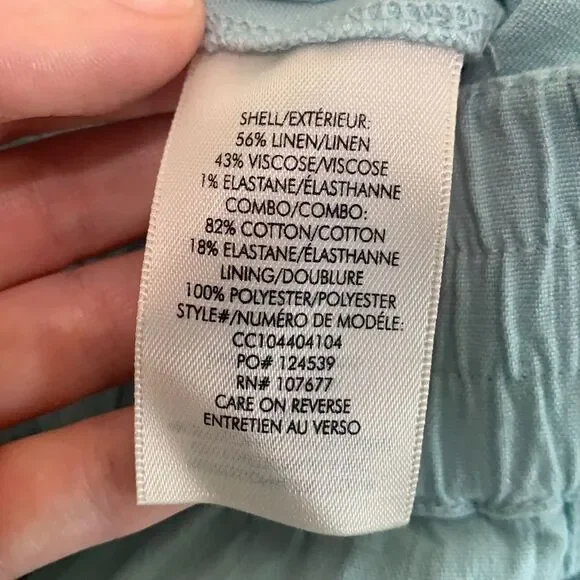 SHELL/EXTÉRIEUR:
56% LINEN/LINEN
43% VISCOSE/VISCOSE
1% ELASTANE/ÉLASTHANNE
COMBO/COMBO:
82% COTTON/COTTON
18% ELASTANE/ÉLASTHANNE
LINING/DOUBLURE
100% POLYESTER/POLYESTER
STYLE#/NUMÉRO DE MODÉLE:
CC104404104
PO# 124539
RN# 107677
CARE ON REVERSE
ENTRETIEN AU VERSO